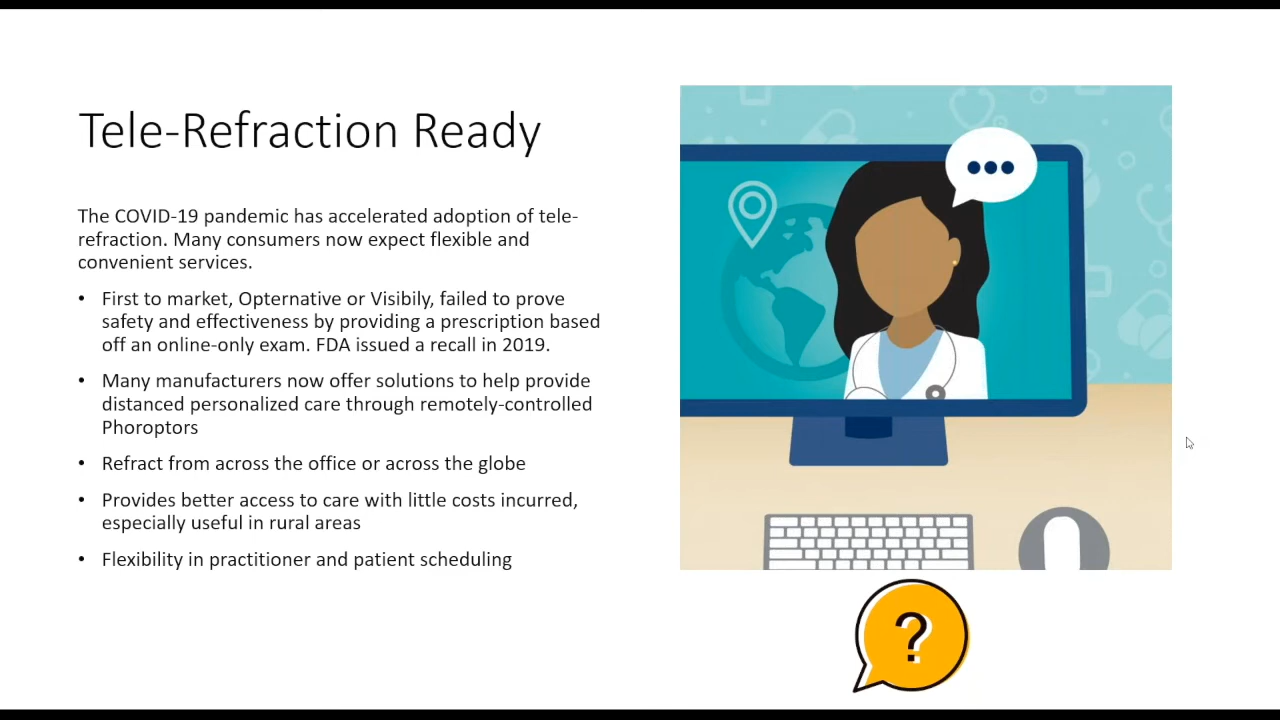 Tele-Refraction Ready
The COVID-19 pandemic has accelerated adoption of tele-
refraction. Many consumers now expect flexible and
convenient services.
• First to market, Opternative or Visibily, failed to prove
safety and effectiveness by providing a prescription based
off an online-only exam. FDA issued a recall in 2019.
• Many manufacturers now offer solutions to help provide
distanced personalized care through remotely-controlled
Phoroptors
• Refract from across the office or across the globe
• Provides better access to care with little costs incurred,
especially useful in rural areas
• Flexibility in practitioner and patient scheduling
?